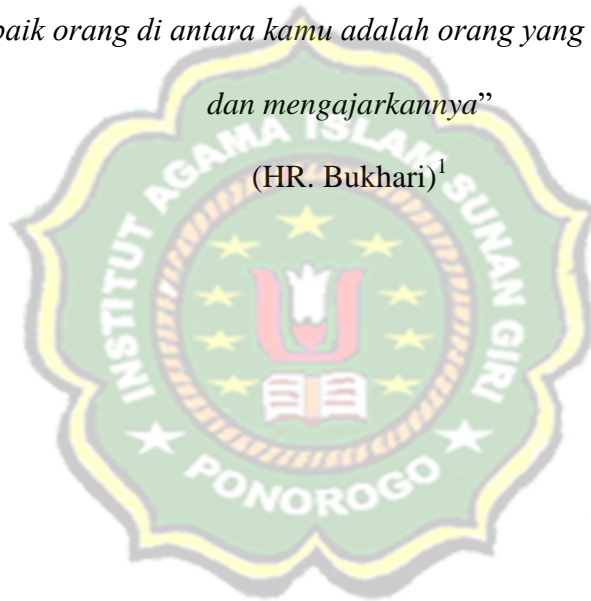 baik orang di antara kamu adalah orang yang
dan mengajarkannya”
(HR. Bukhari)1
INSTITUT AGAMA ISLAM SUNAN GIRI
PONOROGO